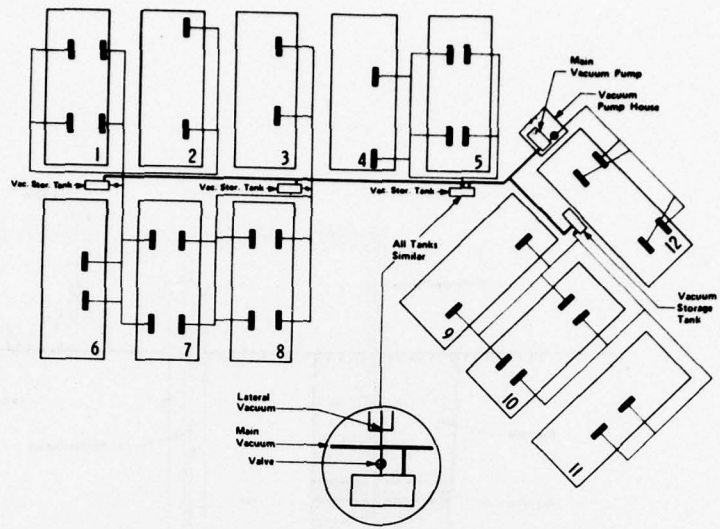 Main
Vacuum Pump
Vacuum
Pump House
1
2
3
4
5
12
Vac. Stor. Tank
Vac. Stor. Tank
Vac. Stor. Tank
All Tanks
Similar
Vacuum
Storage
Tank
6
7
8
9
10
11
Lateral
Vacuum
Main
Vacuum
Valve